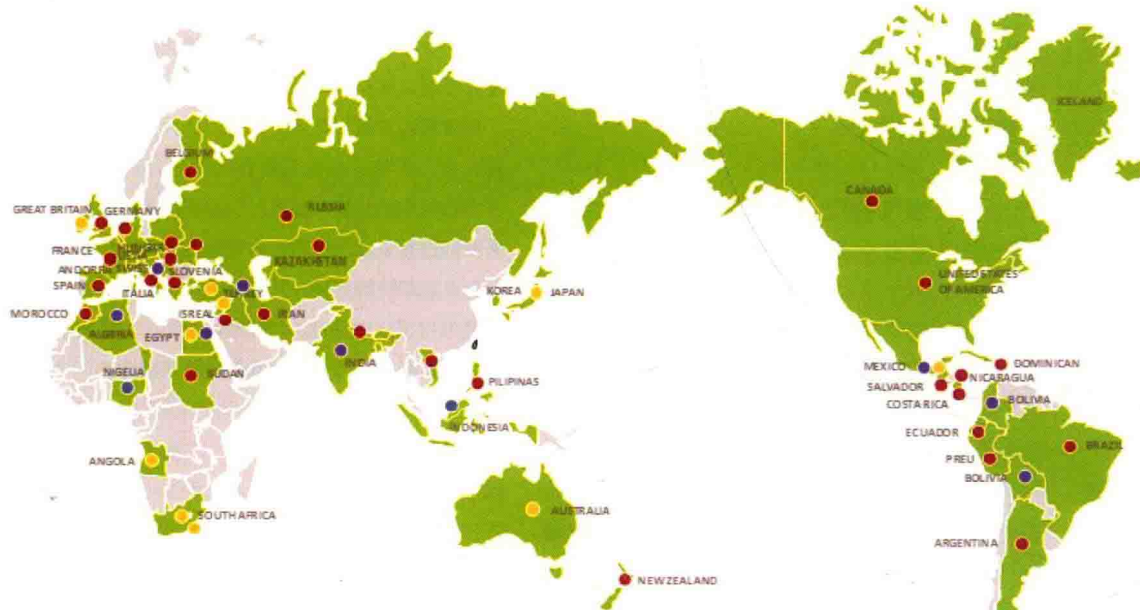 ICELAND
BELGIUM
CANADA
GREAT BRITAIN
GERMANY
RUSSIA
FRANCE
KAZAKHSTAN
ANDORRE
SLOVENIA
SPAIN
ITALIA
TURKEY
KOREA
JAPAN
UNITED STATES
OF AMERICA
MOROCCO
ISREAL
IRAN
ALGERIA
EGYPT
INDIA
MEXICO
DOMINICAN
NIGEUA
SUDAN
PILIPINAS
NICARAGUA
SALVADOR
COSTA RICA
BOLIVIA
INDONESIA
ECUADOR
BRAZIL
ANGOLA
PREU
BOLIVIA
SOUTH AFRICA
AUSTRALIA
ARGENTINA
NEW ZEALAND